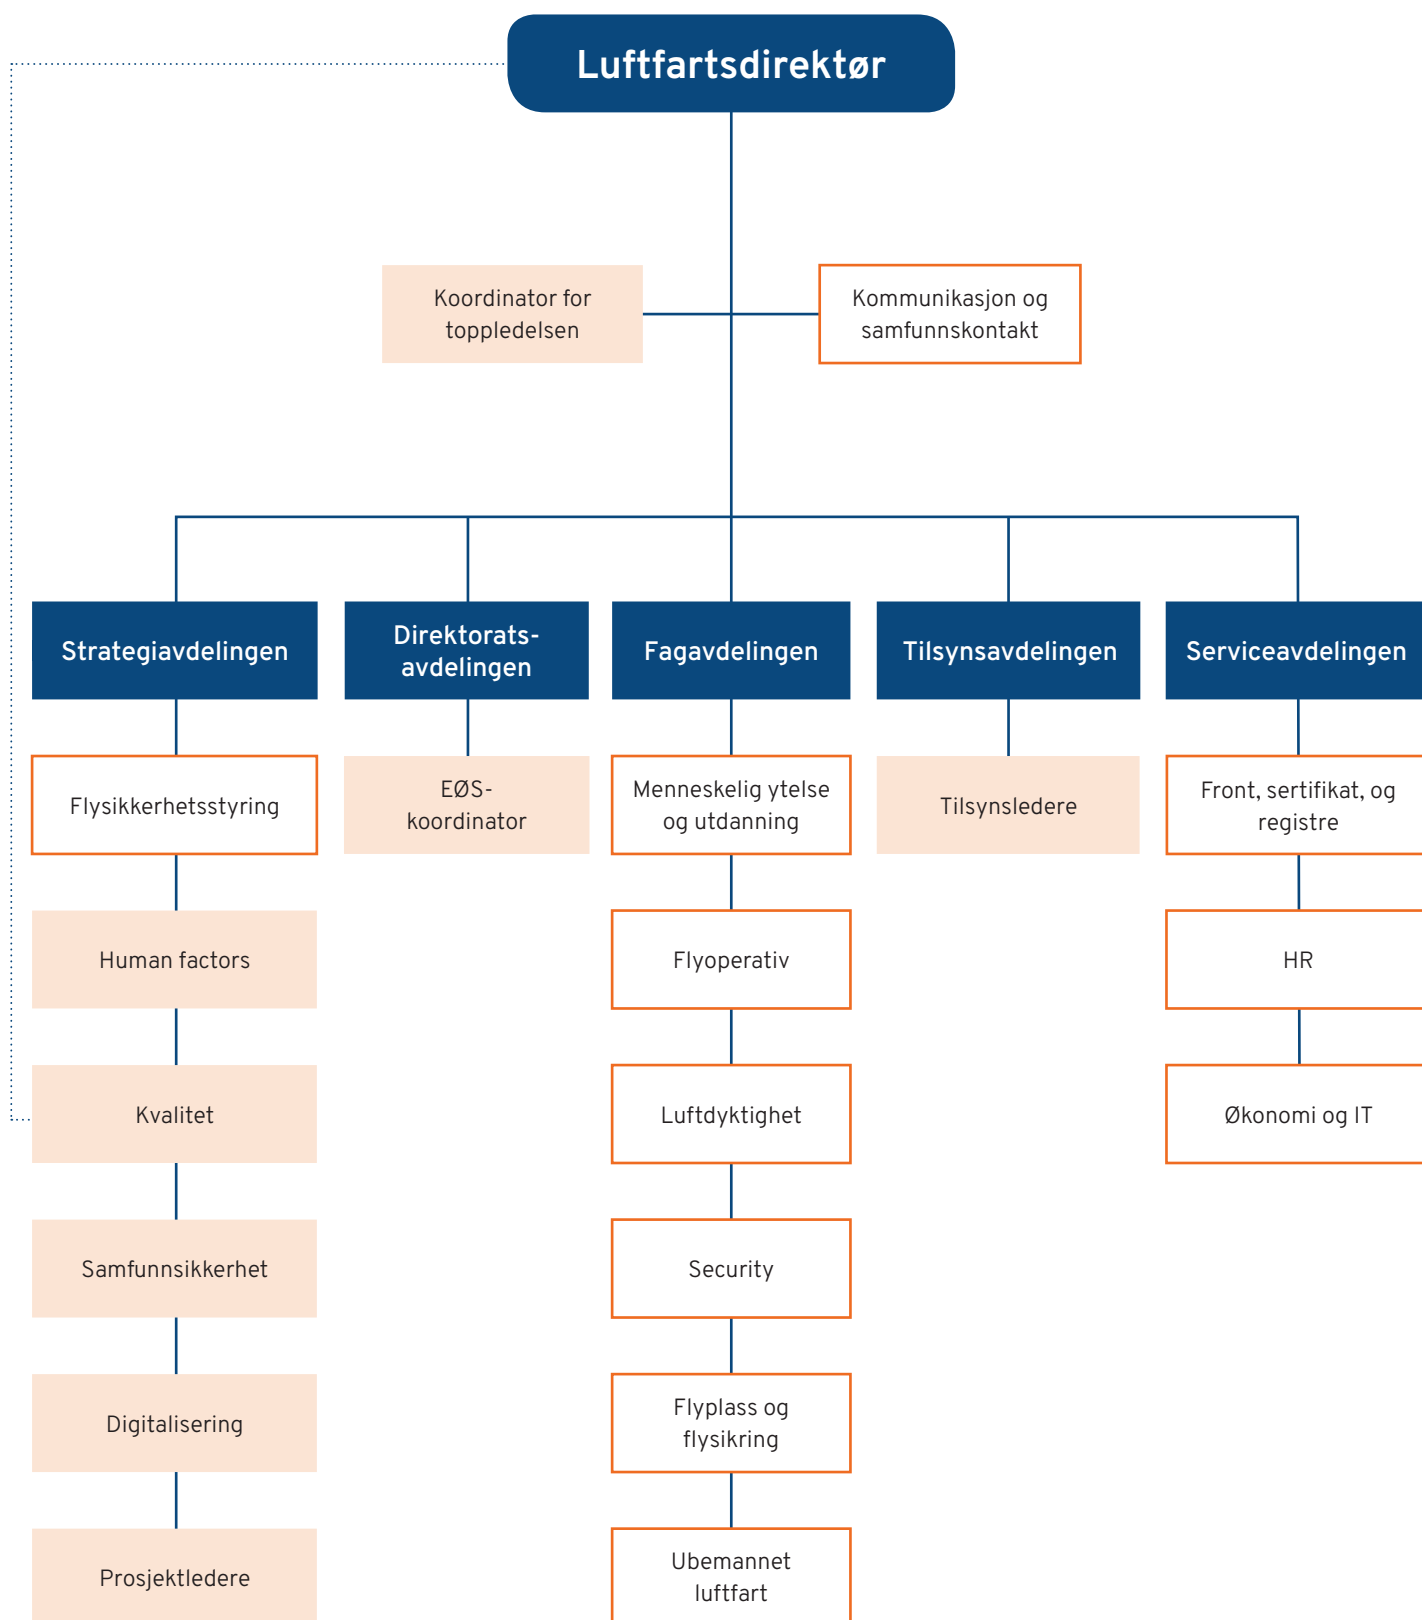 Luftfartsdirektør
Koordinator for
toppledelsen
Kommunikasjon og
samfunnskontakt
Strategiavdelingen
Direktorats-
avdelingen
Fagavdelingen
Tilsynsavdelingen
Serviceavdelingen
Flysikkerhetsstyring
EØS-
koordinator
Menneskelig ytelse
og utdanning
Tilsynsledere
Front, sertifikat, og
registre
Human factors
Flyoperativ
HR
Kvalitet
Luftdyktighet
Økonomi og IT
Samfunnsikkerhet
Security
Digitalisering
Flyplass og
flysikring
Prosjektledere
Ubemannet
luftfart